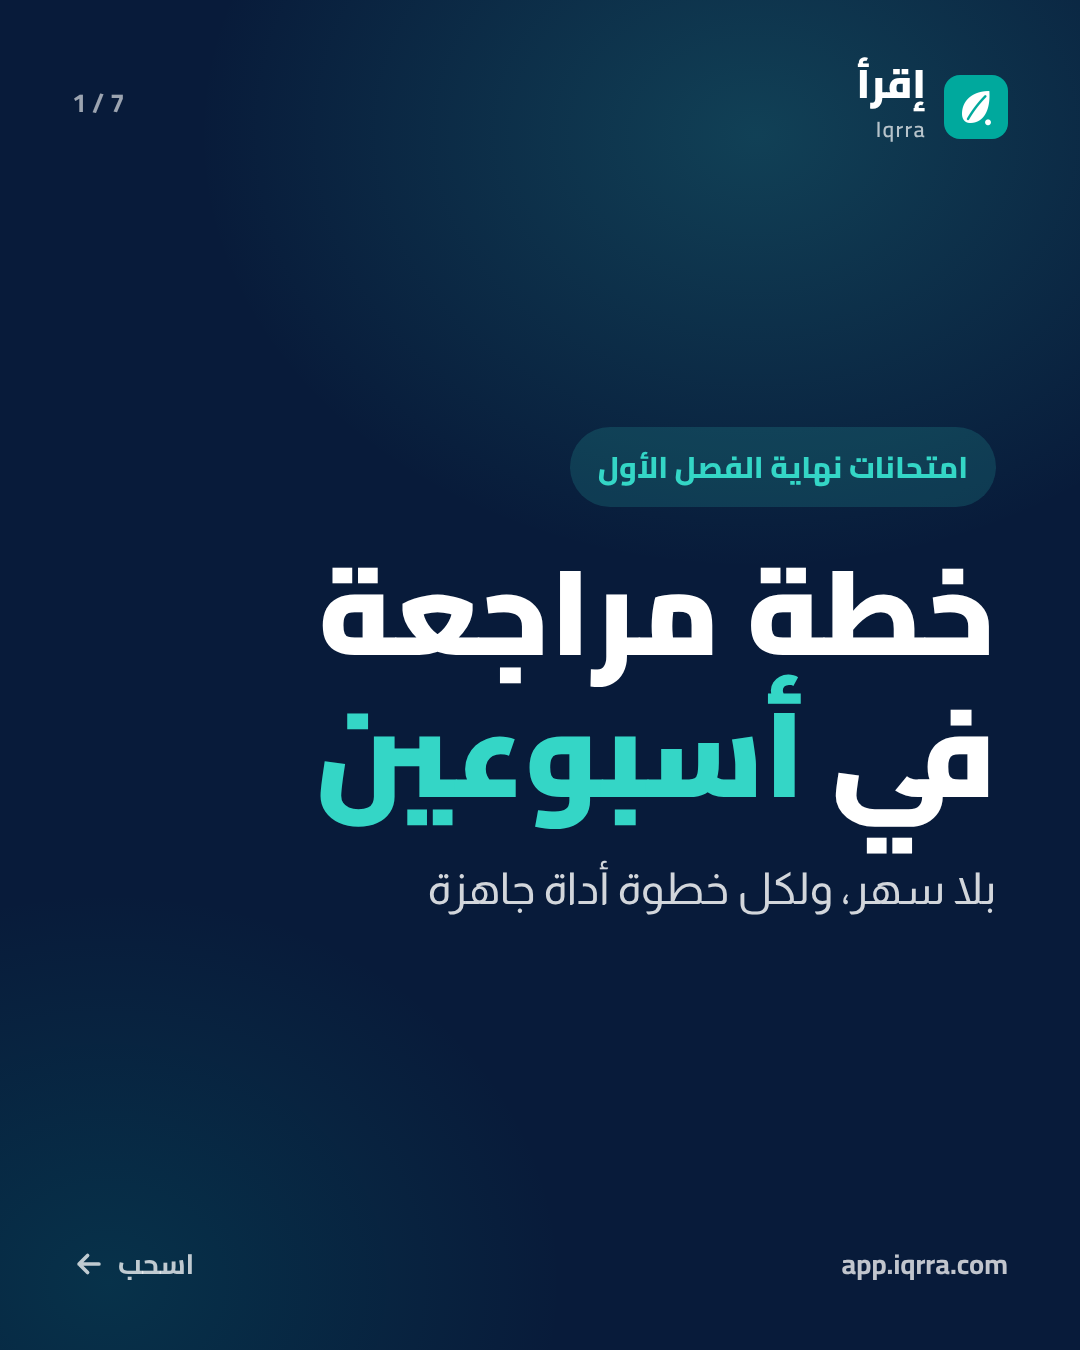 إقرأ
Iqrra
1 / 7
امتحانات نهاية الفصل الأول
خطة مراجعة
في أسبوعين
بلا سهر، ولكل خطوة أداة جاهزة
app.iqrra.com
اسحب ←